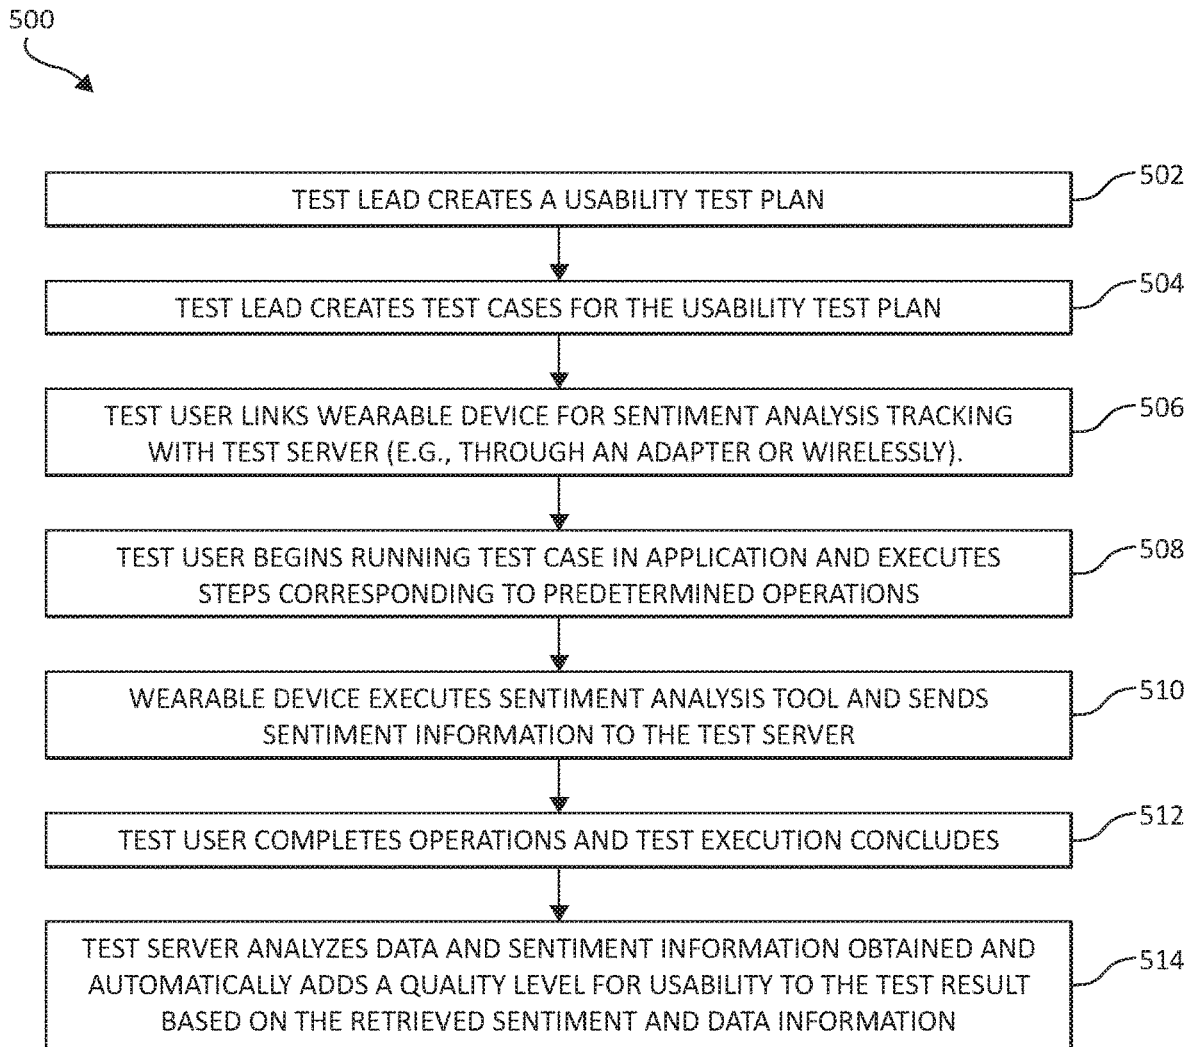 500
TEST LEAD CREATES A USABILITY TEST PLAN
502
TEST LEAD CREATES TEST CASES FOR THE USABILITY TEST PLAN
504
TEST USER LINKS WEARABLE DEVICE FOR SENTIMENT ANALYSIS TRACKING
WITH TEST SERVER (E.G., THROUGH AN ADAPTER OR WIRELESSLY).
506
TEST USER BEGINS RUNNING TEST CASE IN APPLICATION AND EXECUTES
STEPS CORRESPONDING TO PREDETERMINED OPERATIONS
508
WEARABLE DEVICE EXECUTES SENTIMENT ANALYSIS TOOL AND SENDS
SENTIMENT INFORMATION TO THE TEST SERVER
510
TEST USER COMPLETES OPERATIONS AND TEST EXECUTION CONCLUDES
512
TEST SERVER ANALYZES DATA AND SENTIMENT INFORMATION OBTAINED AND
AUTOMATICALLY ADDS A QUALITY LEVEL FOR USABILITY TO THE TEST RESULT
BASED ON THE RETRIEVED SENTIMENT AND DATA INFORMATION
514